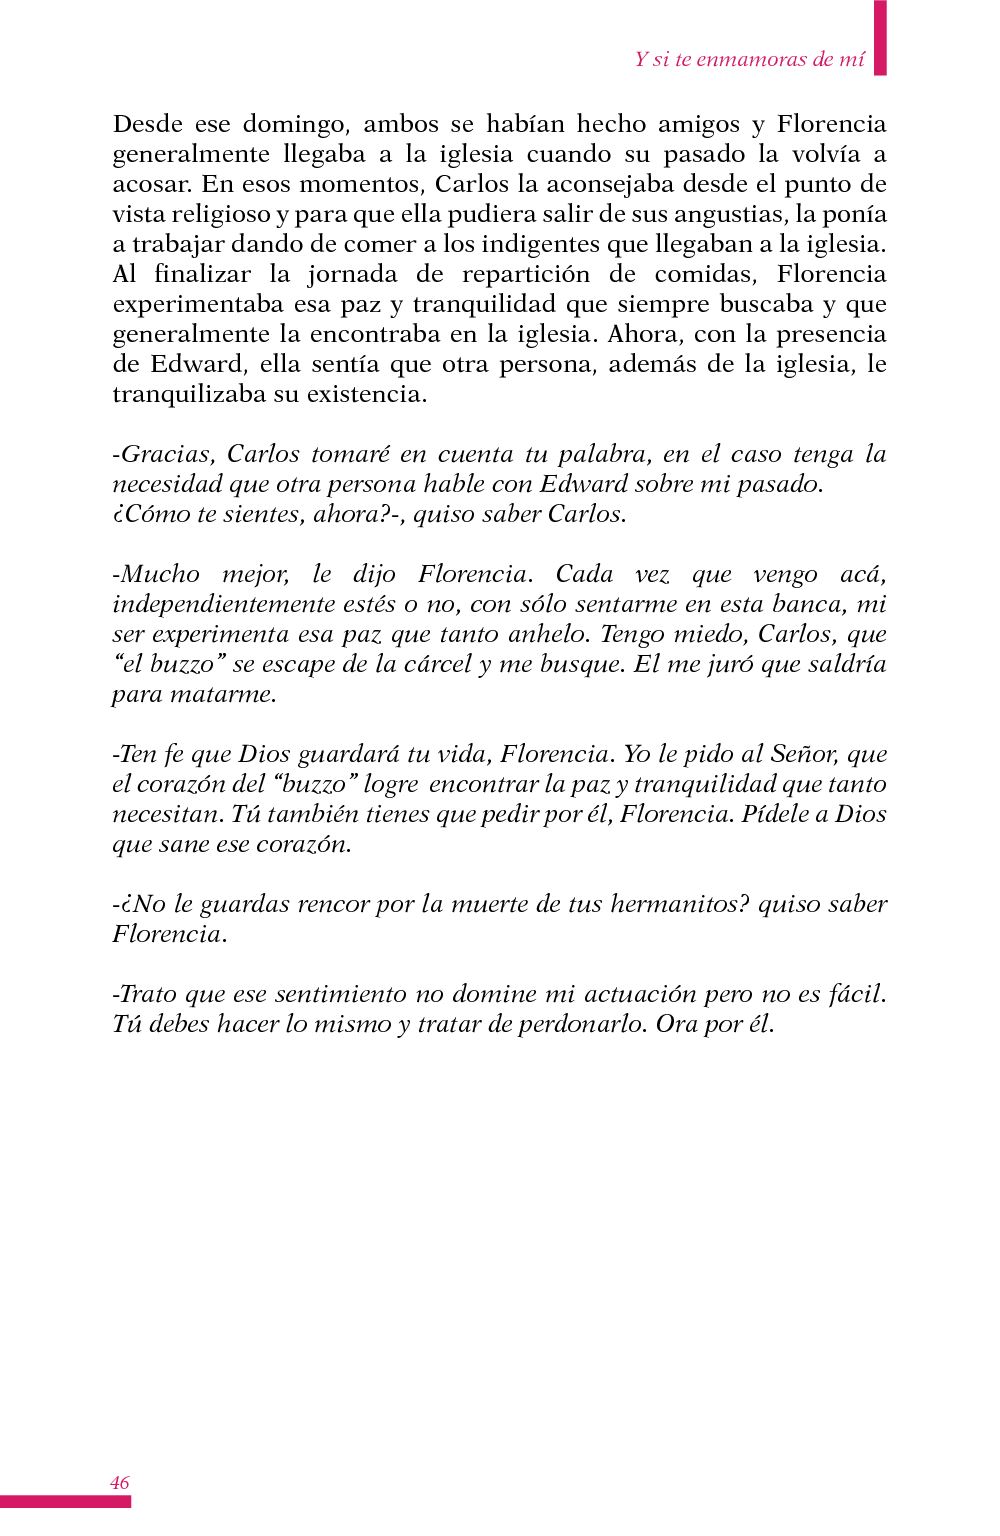 Y si te enmamoras de mí
Desde ese domingo, ambos se habían hecho amigos y Florencia
generalmente llegaba a la iglesia cuando su pasado la volvía a
acosar. En esos momentos, Carlos la aconsejaba desde el punto de
vista religioso y para que ella pudiera salir de sus angustias, la ponía
a trabajar dando de comer a los indigentes que llegaban a la iglesia.
Al finalizar la jornada de repartición de comidas, Florencia
experimentaba esa paz y tranquilidad que siempre buscaba y que
generalmente la encontraba en la iglesia. Ahora, con la presencia
de Edward, ella sentía que otra persona, además de la iglesia, le
tranquilizaba su existencia.
-Gracias, Carlos tomaré en cuenta tu palabra, en el caso tenga la
necesidad que otra persona hable con Edward sobre mi pasado.
¿Cómo te sientes, ahora?-, quiso saber Carlos.
-Mucho mejor, le dijo Florencia. Cada vez que vengo acá,
independientemente estés o no, con sólo sentarme en esta banca, mi
ser experimenta esa paz que tanto anhelo. Tengo miedo, Carlos, que
“el buzzo” se escape de la cárcel y me busque. El me juró que saldría
para matarme.
-Ten fe que Dios guardará tu vida, Florencia. Yo le pido al Señor, que
el corazón del “buzzo” logre encontrar la paz y tranquilidad que tanto
necesitan. Tú también tienes que pedir por él, Florencia. Pídele a Dios
que sane ese corazón.
-¿No le guardas rencor por la muerte de tus hermanitos? quiso saber
Florencia.
-Trato que ese sentimiento no domine mi actuación pero no es fácil.
Tú debes hacer lo mismo y tratar de perdonarlo. Ora por él.
46